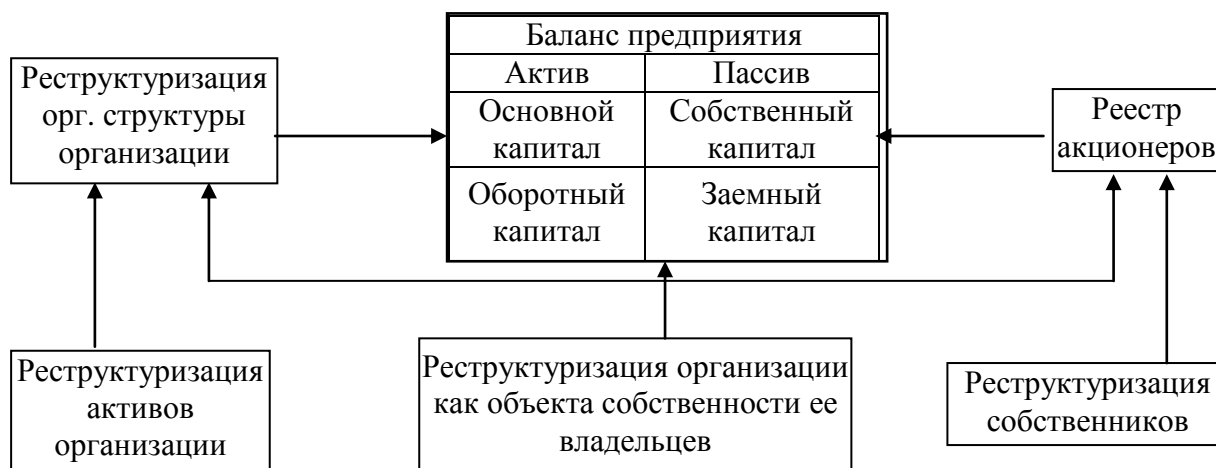 Баланс предприятия
Актив
Пассив
Основной
капитал
Собственный
капитал
Оборотный
капитал
Заемный
капитал
Реструктуризация
орг. структуры
организации
Реестр
акционеров
Реструктуризация
активов
организации
Реструктуризация организации
как объекта собственности ее
владельцев
Реструктуризация
собственников